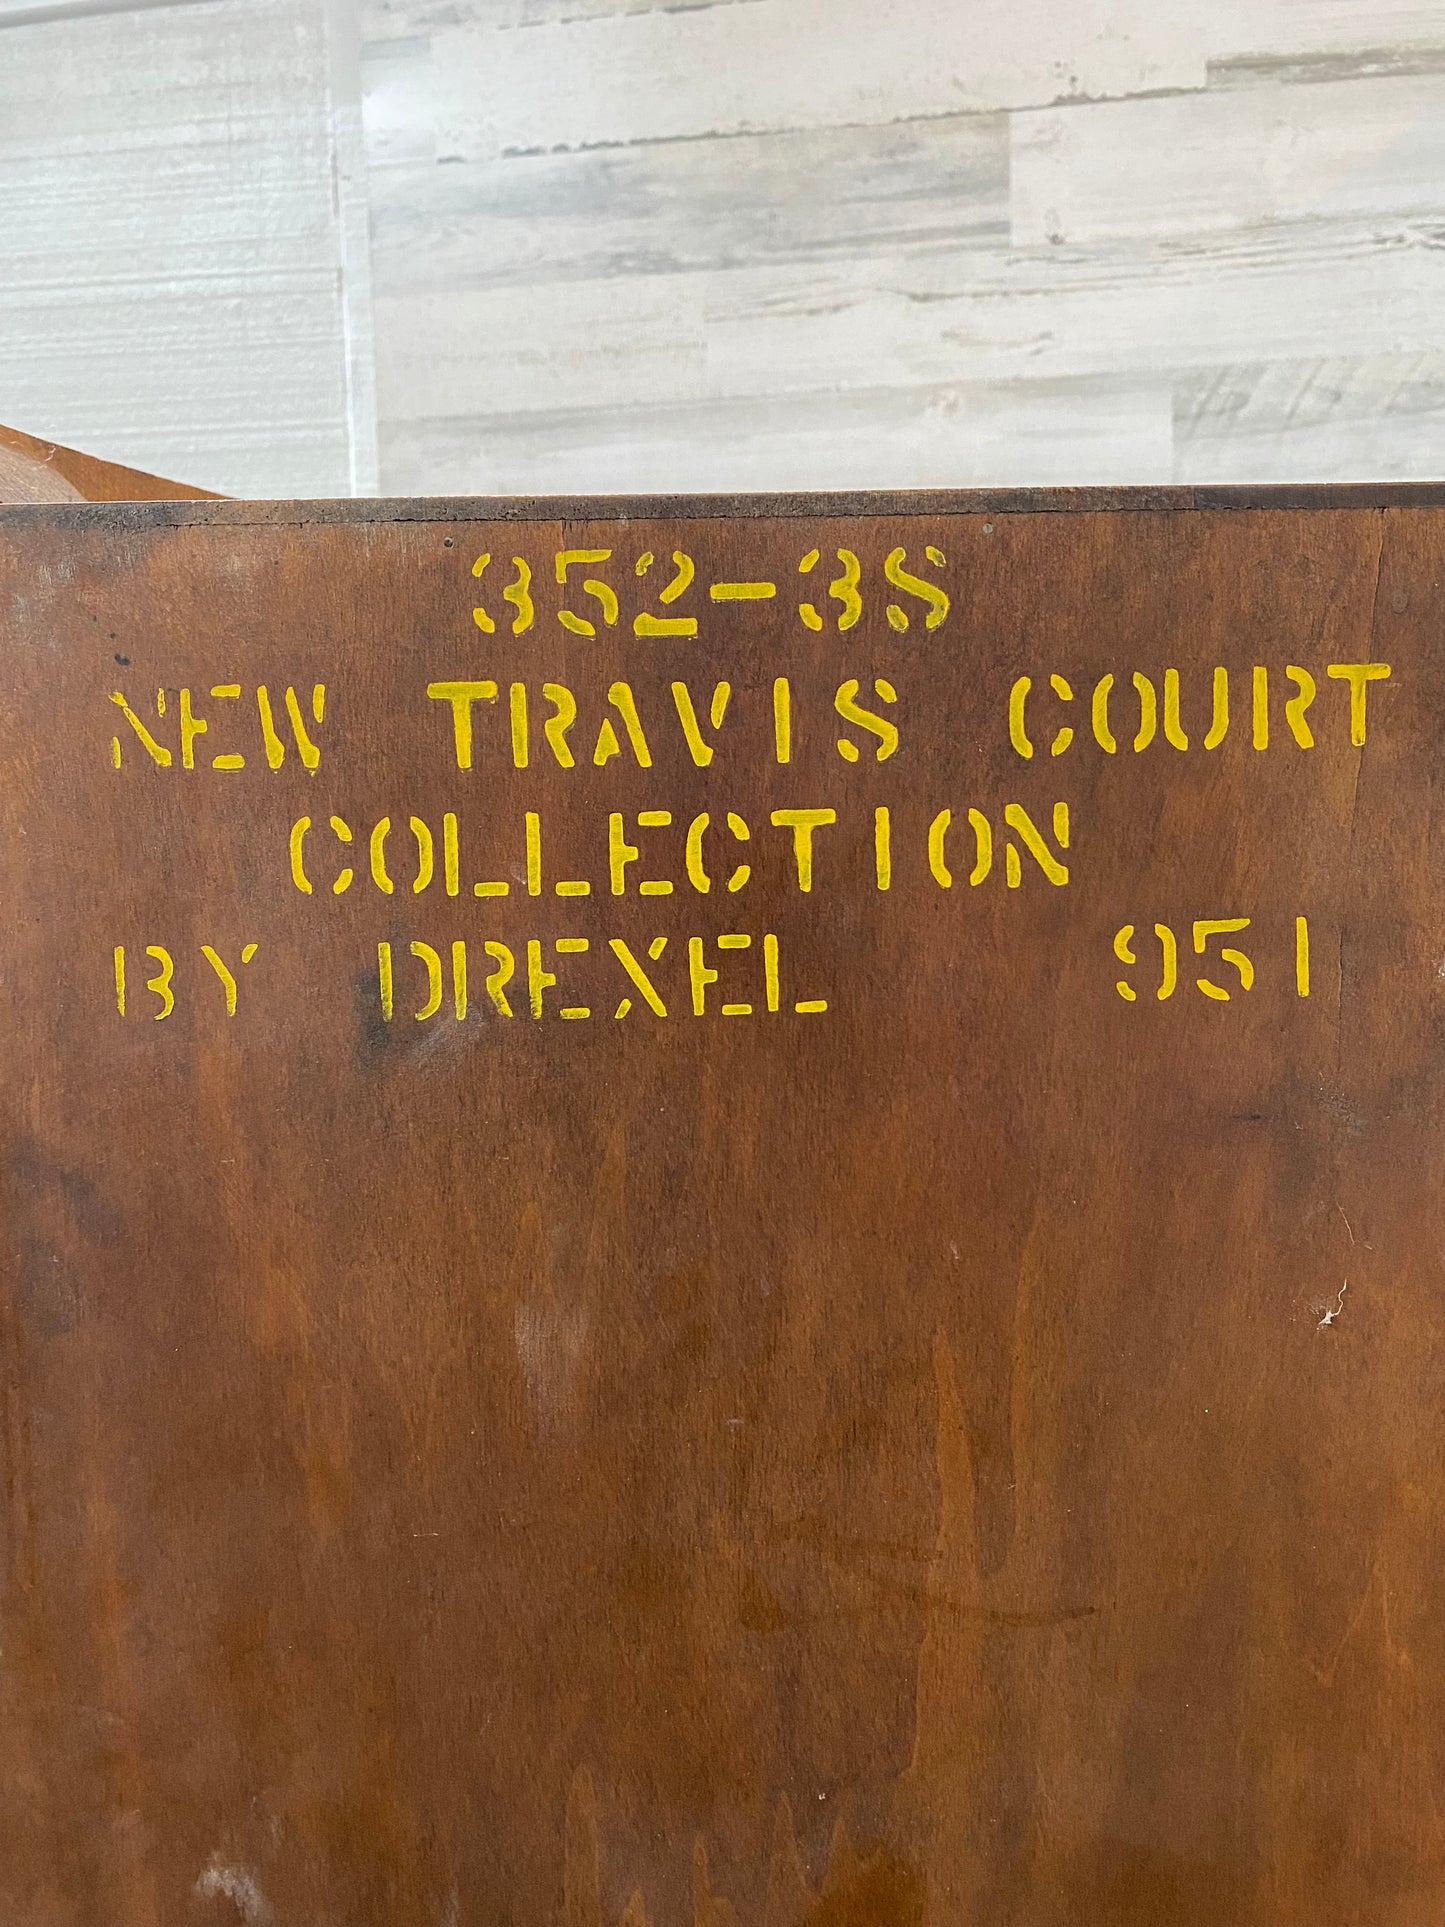 352-3S
NEW TRAVIS COURT
COLLECTION
BY DREXEL 951